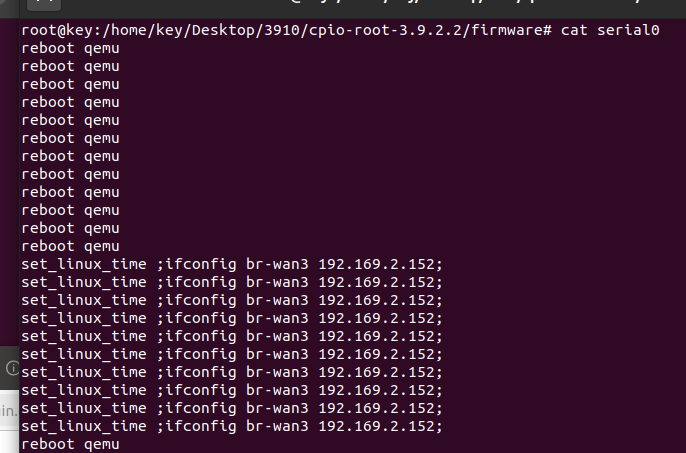 root@key:/home/key/Desktop/3910/cpio-root-3.9.2.2/firmware# cat serial0
reboot qemu
reboot qemu
reboot qemu
reboot qemu
reboot qemu
reboot qemu
reboot qemu
reboot qemu
reboot qemu
reboot qemu
reboot qemu
reboot qemu
set_linux_time ;ifconfig br-wan3 192.169.2.152;
set_linux_time ;ifconfig br-wan3 192.169.2.152;
set_linux_time ;ifconfig br-wan3 192.169.2.152;
set_linux_time ;ifconfig br-wan3 192.169.2.152;
set_linux_time ;ifconfig br-wan3 192.169.2.152;
set_linux_time ;ifconfig br-wan3 192.169.2.152;
set_linux_time ;ifconfig br-wan3 192.169.2.152;
set_linux_time ;ifconfig br-wan3 192.169.2.152;
set_linux_time ;ifconfig br-wan3 192.169.2.152;
set_linux_time ;ifconfig br-wan3 192.169.2.152;
reboot qemu